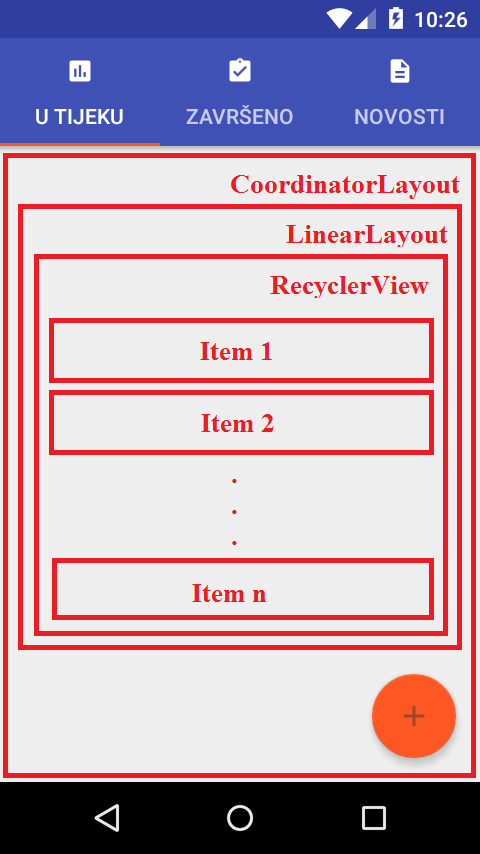 10:26
U TIJEKU ZAVRŠENO NOVOSTI
CoordinatorLayout
LinearLayout
RecyclerView
Item 1
Item 2
.
.
.
Item n